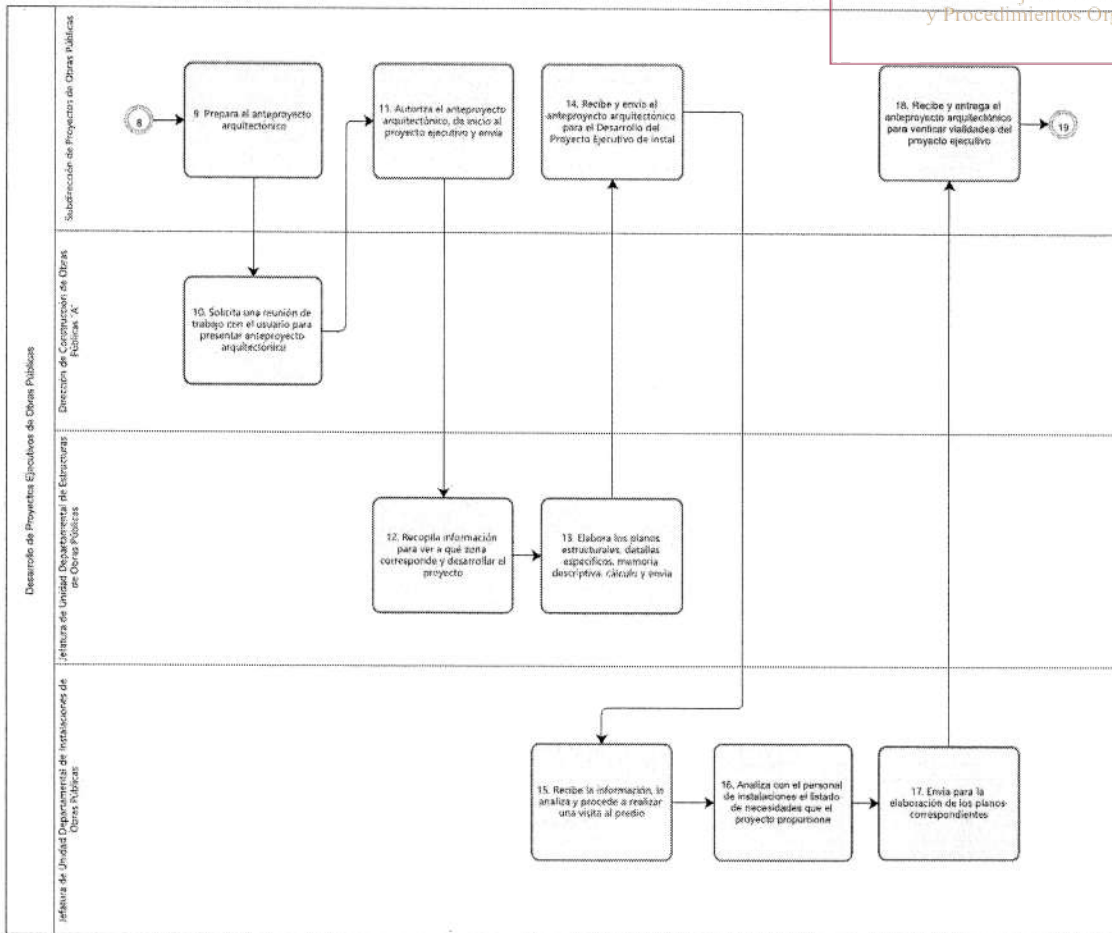 y Procedimientos Or
Desarrollo de Proyectos Ejecutivos de Obras Públicas
Subdirección de Proyectos de Obras Públicas
8
9. Prepara el anteproyecto
arquitectónico
11. Autoriza el anteproyecto
arquitectónico, da inicio al
proyecto ejecutivo y envía
14. Recibe y envía el
anteproyecto arquitectónico
para el Desarrollo del
Proyecto Ejecutivo de instal
18. Recibe y entrega el
anteproyecto arquitectónico
para verificar vialidades del
proyecto ejecutivo
19
Dirección de Construcción de Obras
Públicas "A"
10. Solicita una reunión de
trabajo con el usuario para
presentar anteproyecto
arquitectónico
Jefatura de Unidad Departamental de Estructuras
de Obras Públicas
12. Recopila información
para ver a qué zona
corresponde y desarrollar el
proyecto
13. Elabora los planos
estructurales, detalles
específicos, memoria
descriptiva, cálculo y envía
Jefatura de Unidad Departamental de Instalaciones de
Obras Públicas
15. Recibe la información, la
analiza y procede a realizar
una visita al predio
16. Analiza con el personal
de instalaciones el listado
de necesidades que el
proyecto proporcione
17. Envía para la
elaboración de los planos
correspondientes